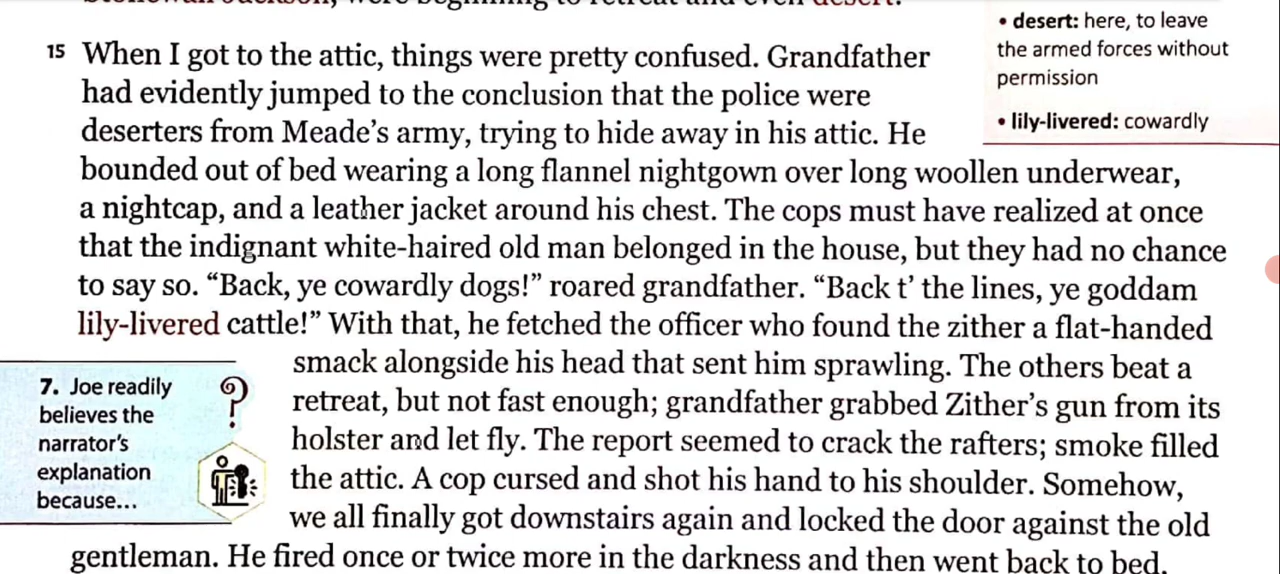 Stonewall Jackson, were beginning to retreat and even desert.
15 When I got to the attic, things were pretty confused. Grandfather
had evidently jumped to the conclusion that the police were
deserters from Meade's army, trying to hide away in his attic. He
bounded out of bed wearing a long flannel nightgown over long woollen underwear,
a nightcap, and a leather jacket around his chest. The cops must have realized at once
that the indignant white-haired old man belonged in the house, but they had no chance
to say so. “Back, ye cowardly dogs!” roared grandfather. “Back t' the lines, ye goddam
lily-livered cattle!” With that, he fetched the officer who found the zither a flat-handed
smack alongside his head that sent him sprawling. The others beat a
retreat, but not fast enough; grandfather grabbed Zither's gun from its
holster and let fly. The report seemed to crack the rafters; smoke filled
the attic. A cop cursed and shot his hand to his shoulder. Somehow,
we all finally got downstairs again and locked the door against the old
gentleman. He fired once or twice more in the darkness and then went back to bed.
• desert: here, to leave
the armed forces without
permission
• lily-livered: cowardly
7. Joe readily
believes the
narrator's
explanation
because...
?